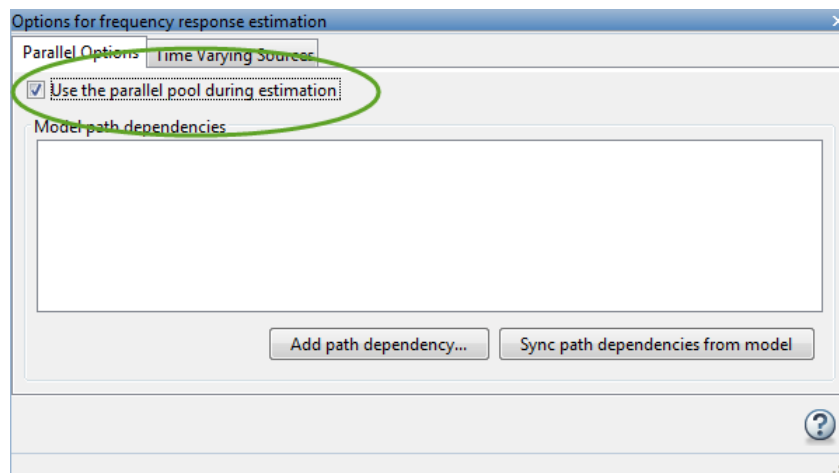 Options for frequency response estimation
Parallel Options Time Varying Sources
Use the parallel pool during estimation
Model path dependencies
Add path dependency... Sync path dependencies from model